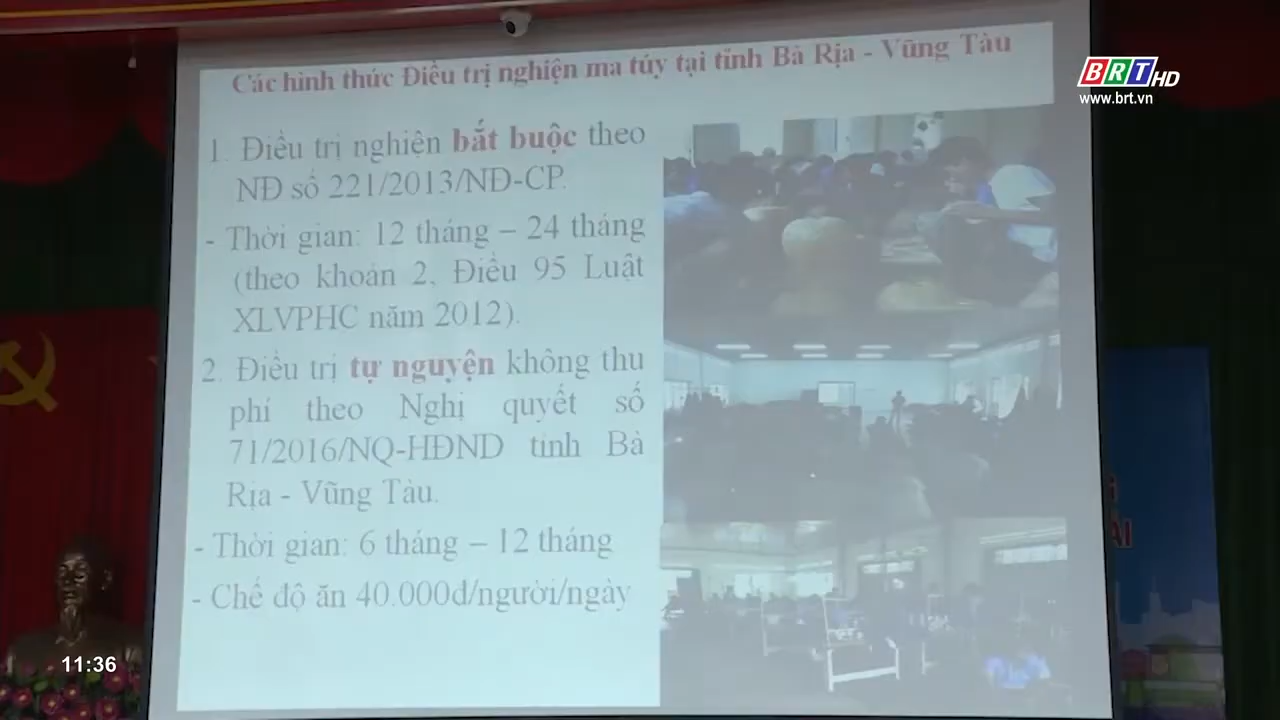 Các hình thức Điều trị nghiện ma túy tại tỉnh Bà Rịa - Vũng Tàu
BRT HD
www.brt.vn
1. Điều trị nghiện bắt buộc theo
NĐ số 221/2013/NĐ-CP.
- Thời gian: 12 tháng – 24 tháng
(theo khoản 2, Điều 95 Luật
XLVPHC năm 2012).
2. Điều trị tự nguyện không thu
phí theo Nghị quyết số
71/2016/NQ-HĐND tỉnh Bà
Rịa - Vũng Tàu.
- Thời gian: 6 tháng – 12 tháng
- Chế độ ăn 40.000đ/người/ngày
11:36